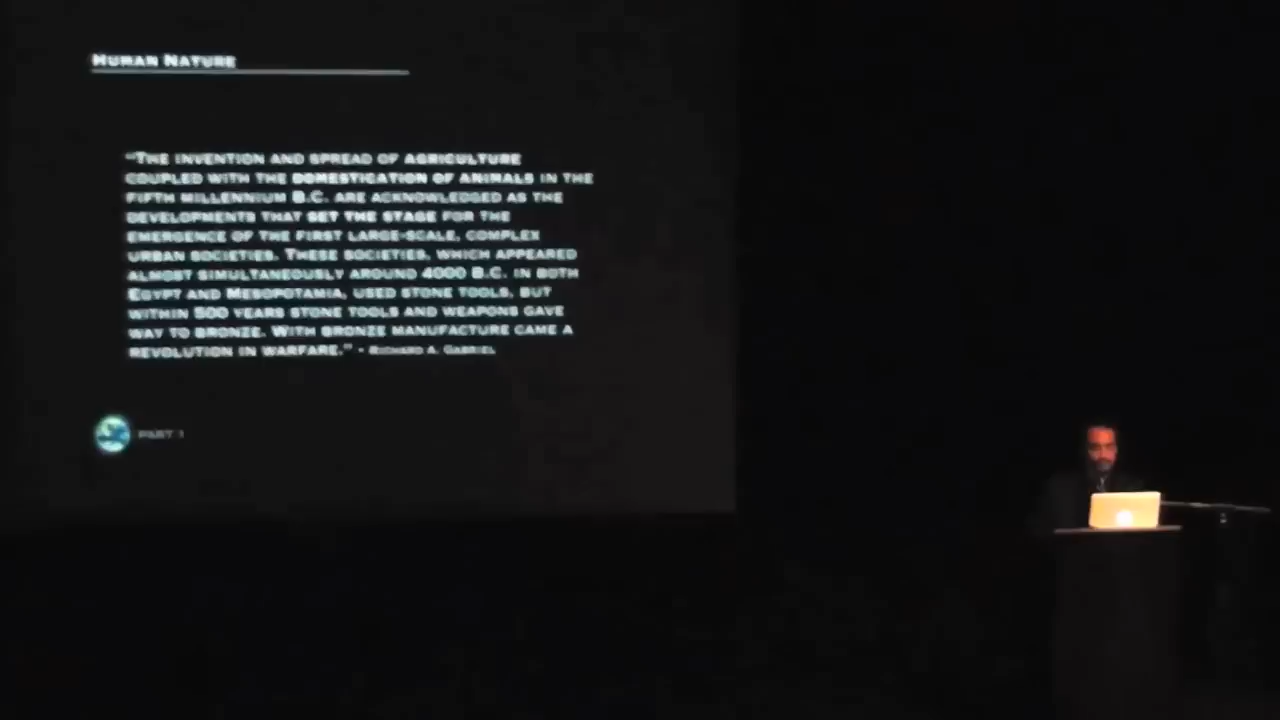 HUMAN NATURE
"THE INVENTION AND SPREAD OF AGRICULTURE
COUPLED WITH THE DOMESTICATION OF ANIMALS IN THE
FIFTH MILLENNIUM B.C. ARE ACKNOWLEDGED AS THE
DEVELOPMENTS THAT SET THE STAGE FOR THE
EMERGENCE OF THE FIRST LARGE-SCALE, COMPLEX
URBAN SOCIETIES. THESE SOCIETIES, WHICH APPEARED
ALMOST SIMULTANEOUSLY AROUND 4000 B.C. IN BOTH
EGYPT AND MESOPOTAMIA, USED STONE TOOLS, BUT
WITHIN 500 YEARS STONE TOOLS AND WEAPONS GAVE
WAY TO BRONZE. WITH BRONZE MANUFACTURE CAME A
REVOLUTION IN WARFARE." - RICHARD A. GABRIEL
PART 1